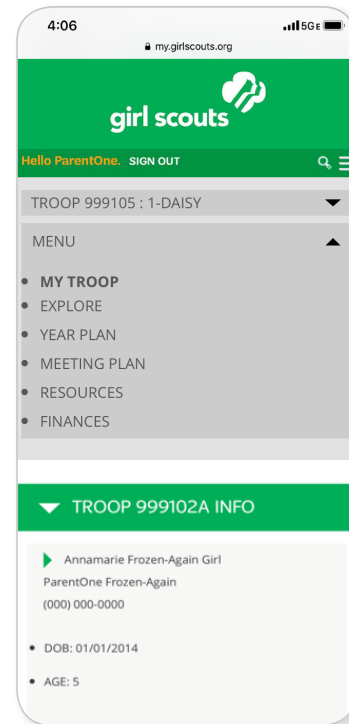 4:06
5G E
my.girlscouts.org
girl scouts
Hello ParentOne. SIGN OUT
TROOP 999105 : 1-DAISY
MENU
MY TROOP
EXPLORE
YEAR PLAN
MEETING PLAN
RESOURCES
FINANCES
TROOP 999102A INFO
Annamarie Frozen-Again Girl
ParentOne Frozen-Again
(000) 000-0000
DOB: 01/01/2014
AGE: 5